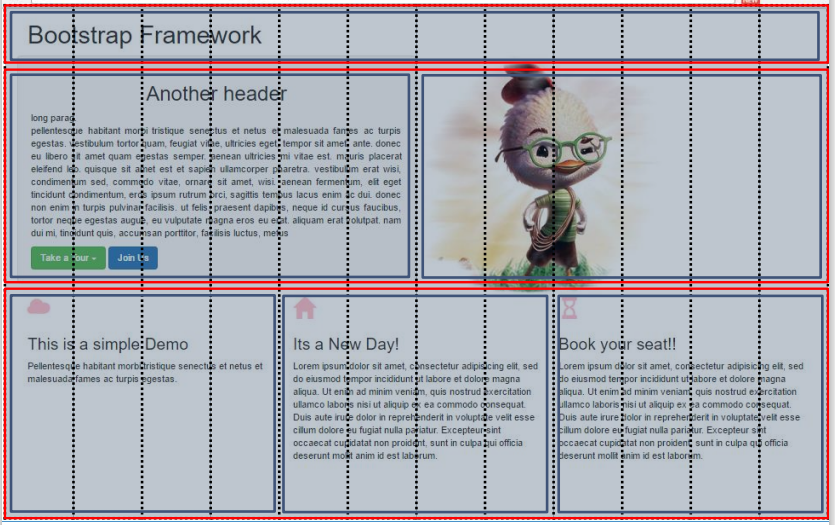 Bootstrap Framework
Another header
long parag.
pellentesque habitant morbi tristique senectus et netus et malesuada fames ac turpis
egestas. vestibulum tortor quam, feugiat vitae, ultricies eget, tempor sit amet, ante. donec
eu libero sit amet quam egestas semper. aenean ultricies mi vitae est. mauris placerat
eleifend leo. quisque sit amet est et sapien ullamcorper pharetra. vestibulum erat wisi,
condimentum sed, commodo vitae, ornare sit amet, wisi. aenean fermentum, elit eget
tincidunt condimentum, eros ipsum rutrum orci, sagittis tempus lacus enim ac dui. donec
non enim in turpis pulvinar facilisis. ut felis. praesent dapibus, neque id cursus faucibus,
tortor neque egestas augue, eu vulputate magna eros eu erat. aliquam erat volutpat. nam
dui mi, tincidunt quis, accumsan porttitor, facilisis luctus, metus
Take a Tour
Join Us
This is a simple Demo
Pellentesque habitant morbi tristique senectus et netus et
malesuada fames ac turpis egestas.
Its a New Day!
Lorem ipsum dolor sit amet, consectetur adipisicing elit, sed
do eiusmod tempor incididunt ut labore et dolore magna
aliqua. Ut enim ad minim veniam, quis nostrud exercitation
ullamco laboris nisi ut aliquip ex ea commodo consequat.
Duis aute irure dolor in reprehenderit in voluptate velit esse
cillum dolore eu fugiat nulla pariatur. Excepteur sint
occaecat cupidatat non proident, sunt in culpa qui officia
deserunt mollit anim id est laborum.
Book your seat!!
Lorem ipsum dolor sit amet, consectetur adipisicing elit, sed
do eiusmod tempor incididunt ut labore et dolore magna
aliqua. Ut enim ad minim veniam, quis nostrud exercitation
ullamco laboris nisi ut aliquip ex ea commodo consequat.
Duis aute irure dolor in reprehenderit in voluptate velit esse
cillum dolore eu fugiat nulla pariatur. Excepteur sint
occaecat cupidatat non proident, sunt in culpa qui officia
deserunt mollit anim id est laborum.